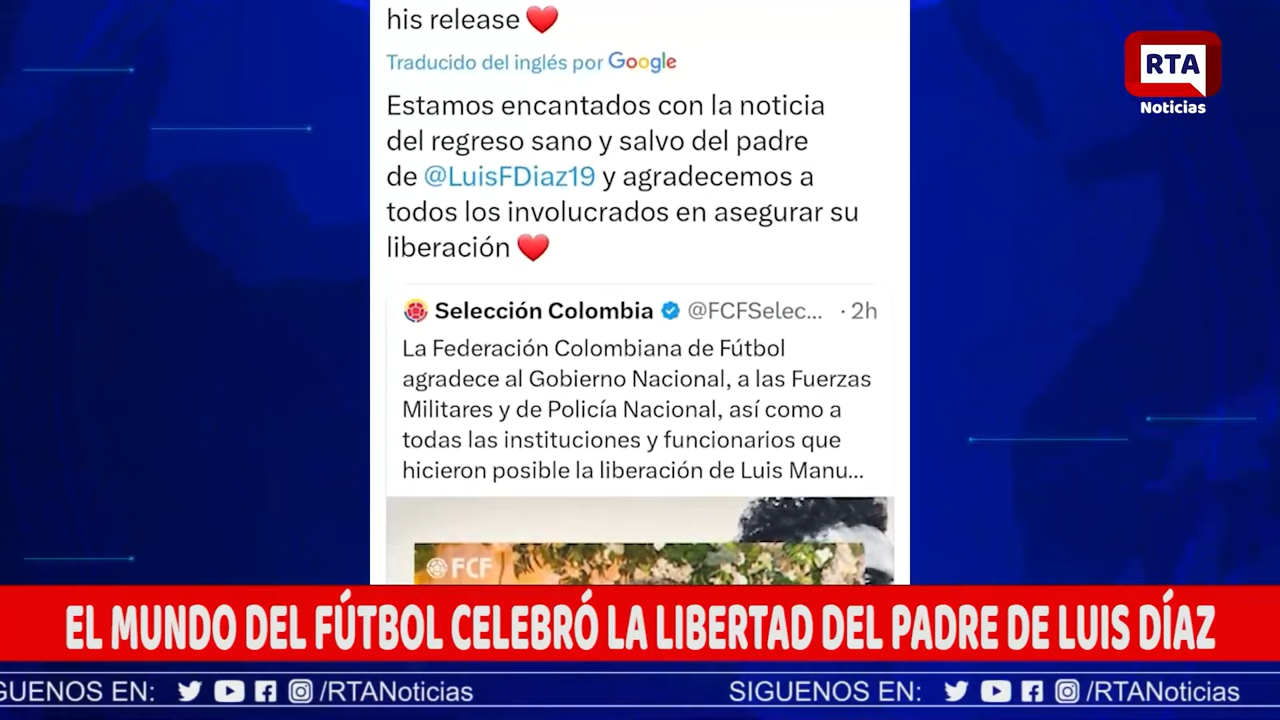 his release
Traducido del inglés por Google
Estamos encantados con la noticia
del regreso sano y salvo del padre
de @LuisFDiaz19 y agradecemos a
todos los involucrados en asegurar su
liberación
Selección Colombia @FCFSelec... · 2h
La Federación Colombiana de Fútbol
agradece al Gobierno Nacional, a las Fuerzas
Militares y de Policía Nacional, así como a
todas las instituciones y funcionarios que
hicieron posible la liberación de Luis Manu...
FCF
RTA
Noticias
EL MUNDO DEL FÚTBOL CELEBRÓ LA LIBERTAD DEL PADRE DE LUIS DÍAZ
GUENOS EN: /RTANoticias SIGUENOS EN: /RTANoticias